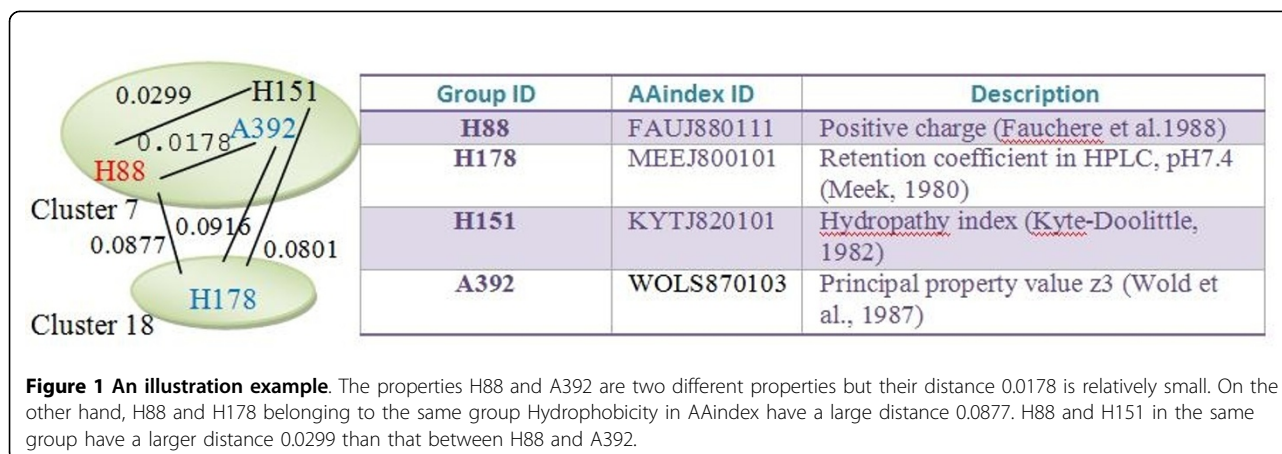 0.0299
H151
0.0178
A392
H88
Cluster 7
0.0916
0.0877
0.0801
H178
Cluster 18
Group ID AAindex ID Description
H88 FAUJ880111 Positive charge (Fauchere et al.1988)
H178 MEEJ800101 Retention coefficient in HPLC, pH7.4
(Meek, 1980)
H151 KYTJ820101 Hydropathy index (Kyte-Doolittle,
1982)
A392 WOLS870103 Principal property value z3 (Wold et
al., 1987)
Figure 1 An illustration example. The properties H88 and A392 are two different properties but their distance 0.0178 is relatively small. On the
other hand, H88 and H178 belonging to the same group Hydrophobicity in AAindex have a large distance 0.0877. H88 and H151 in the same
group have a larger distance 0.0299 than that between H88 and A392.